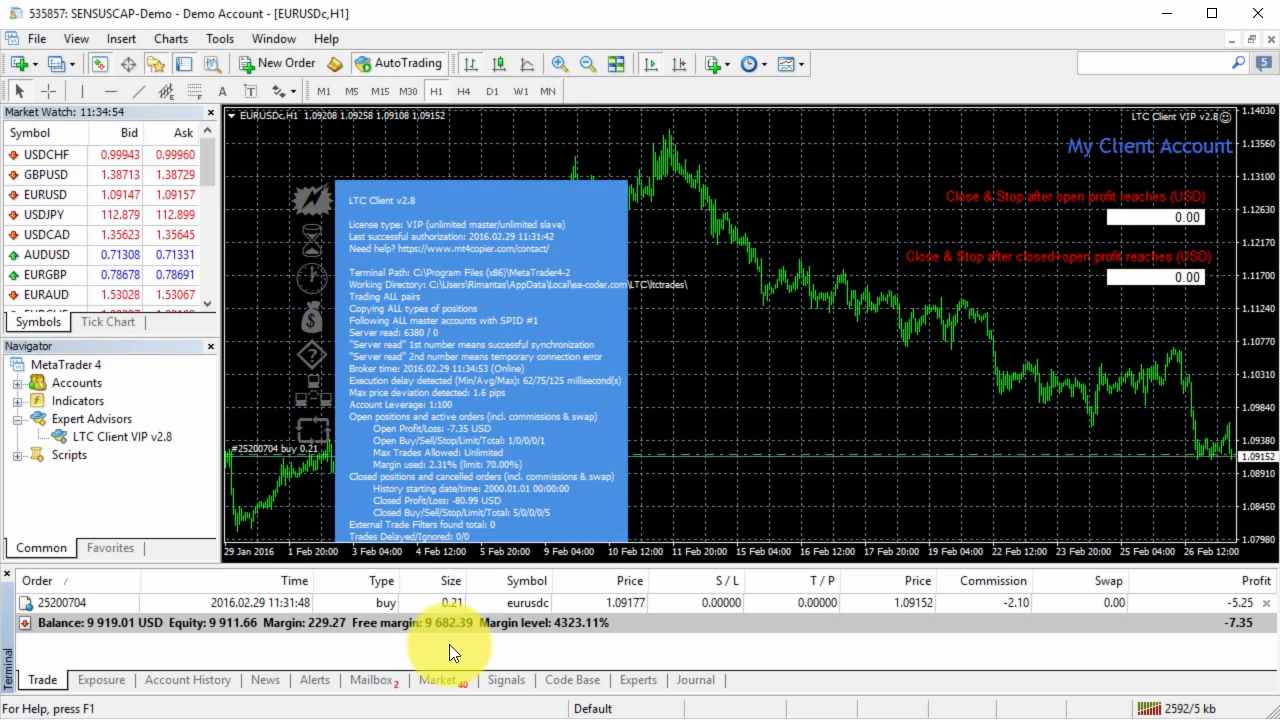 535857: SENSUSCAP-Demo - Demo Account - [EURUSDc,H1]
File View Insert Charts Tools Window Help
New Order AutoTrading 5
A T M1 M5 M15 M30 H1 H4 D1 W1 MN
Market Watch: 11:34:54
Symbol Bid Ask
USDCHF 0.99943 0.99960
GBPUSD 1.38713 1.38729
EURUSD 1.09147 1.09157
USDJPY 112.879 112.899
USDCAD 1.35623 1.35645
AUDUSD 0.71308 0.71331
EURGBP 0.78678 0.78691
EURAUD 1.53028 1.53067
Symbols Tick Chart
Navigator
MetaTrader 4
Accounts
Indicators
Expert Advisors
LTC Client VIP v2.8
Scripts
Common Favorites
EURUSDc,H1 1.09208 1.09258 1.09108 1.09152
LTC Client VIP v2.8
My Client Account
Close & Stop after open profit reaches (USD)
0.00
Close & Stop after closed+open profit reaches (USD)
0.00
LTC Client v2.8
License type: VIP (unlimited master/unlimited slave)
Last successful authorization: 2016.02.29 11:31:42
Need help? https://www.mt4copier.com/contact/
Terminal Path: C:\Program Files (x86)\MetaTrader4-2
Working Directory: C:\Users\Rimantas\AppData\Local\ea-coder.com\LTC\ltctrades\
Trading ALL pairs
Copying ALL types of positions
Following ALL master accounts with SPID #1
Server read: 6380 / 0
"Server read" 1st number means successful synchronization
"Server read" 2nd number means temporary connection error
Broker time: 2016.02.29 11:34:53 (Online)
Execution delay detected (Min/Avg/Max): 62/75/125 millisecond(s)
Max price deviation detected: 1.6 pips
Account Leverage: 1:100
Open positions and active orders (incl. commissions & swap)
Open Profit/Loss: -7.35 USD
Open Buy/Sell/Stop/Limit/Total: 1/0/0/0/1
Max Trades Allowed: Unlimited
Margin used: 2.31% (limit: 70.00%)
Closed positions and cancelled orders (incl. commissions & swap)
History starting date/time: 2000.01.01 00:00:00
Closed Profit/Loss: -80.99 USD
Closed Buy/Sell/Stop/Limit/Total: 5/0/0/0/5
External Trade Filters found total: 0
Trades Delayed/Ignored: 0/0
#25200704 buy 0.21
1.14030
1.13560
1.13100
1.12630
1.12170
1.11700
1.11240
1.10770
1.10310
1.09840
1.09380
1.09152
1.08910
1.08450
1.07980
29 Jan 2016 1 Feb 20:00 3 Feb 04:00 4 Feb 12:00 5 Feb 20:00 9 Feb 04:00 10 Feb 12:00 11 Feb 20:00 15 Feb 04:00 16 Feb 12:00 17 Feb 20:00 19 Feb 04:00 22 Feb 12:00 23 Feb 20:00 25 Feb 04:00 26 Feb 12:00
Order / Time Type Size Symbol Price S / L T / P Price Commission Swap Profit
25200704 2016.02.29 11:31:48 buy 0.21 eurusdc 1.09177 0.00000 0.00000 1.09152 -2.10 0.00 -5.25
Balance: 9 919.01 USD Equity: 9 911.66 Margin: 229.27 Free margin: 9 682.39 Margin level: 4323.11% -7.35
Terminal
Trade Exposure Account History News Alerts Mailbox 2 Market 40 Signals Code Base Experts Journal
For Help, press F1 Default 2592/5 kb